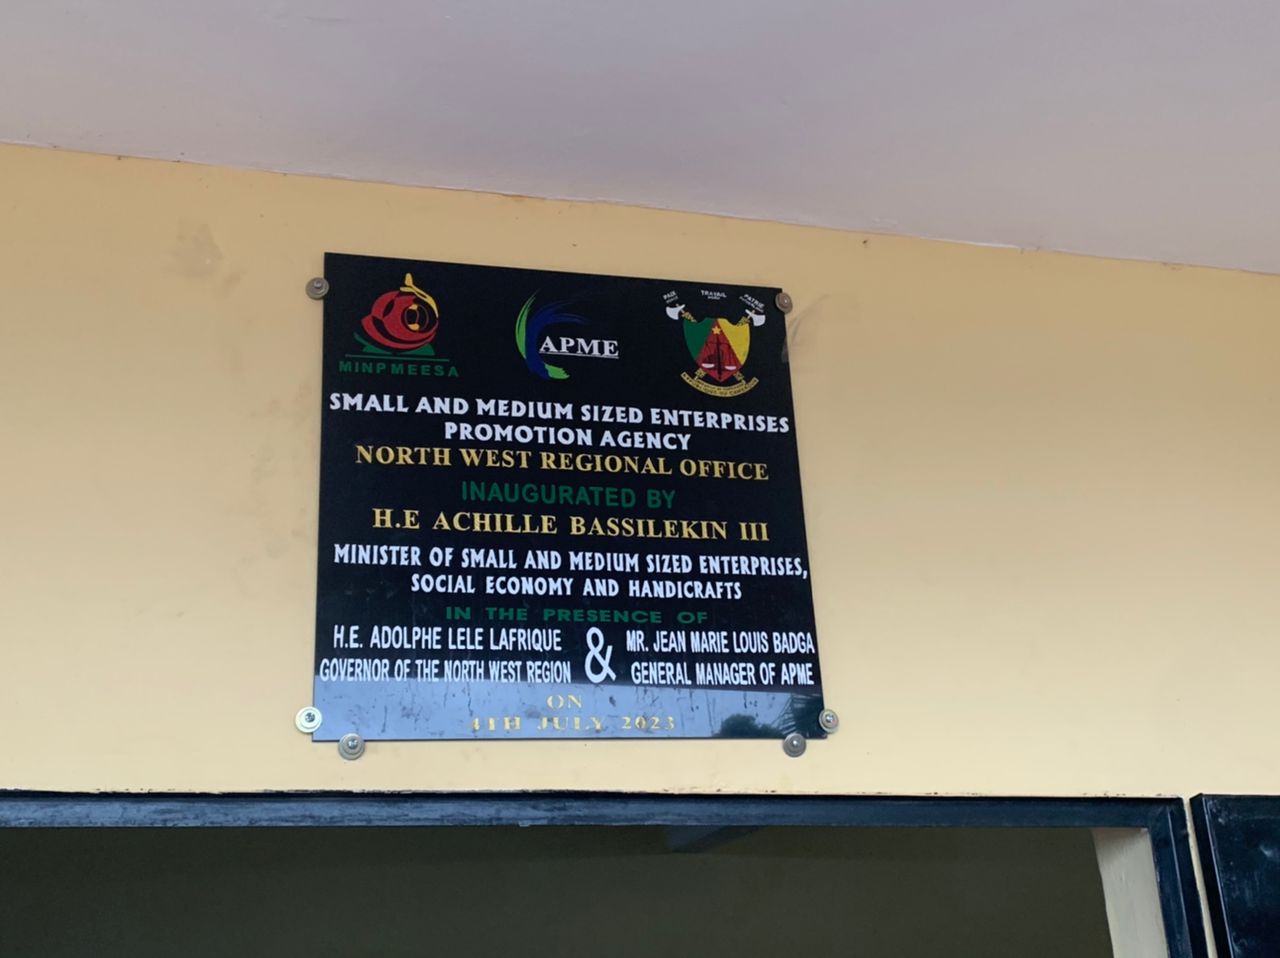 MINPMEESA
APME
PAIX
TRAVAIL
PATRIE
SMALL AND MEDIUM SIZED ENTERPRISES
PROMOTION AGENCY
NORTH WEST REGIONAL OFFICE
INAUGURATED BY
H.E ACHILLE BASSILEKIN III
MINISTER OF SMALL AND MEDIUM SIZED ENTERPRISES,
SOCIAL ECONOMY AND HANDICRAFTS
IN THE PRESENCE OF
H.E. ADOLPHE LELE LAFRIQUE
GOVERNOR OF THE NORTH WEST REGION
&
MR. JEAN MARIE LOUIS BADGA
GENERAL MANAGER OF APME
ON
4TH JULY 2023